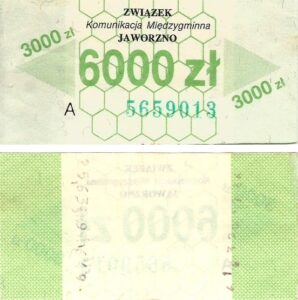 ZWIĄZEK
Komunikacja Międzygminna
JAWORZNO
3000 zł
6000 zł
3000 zł
A 5659013